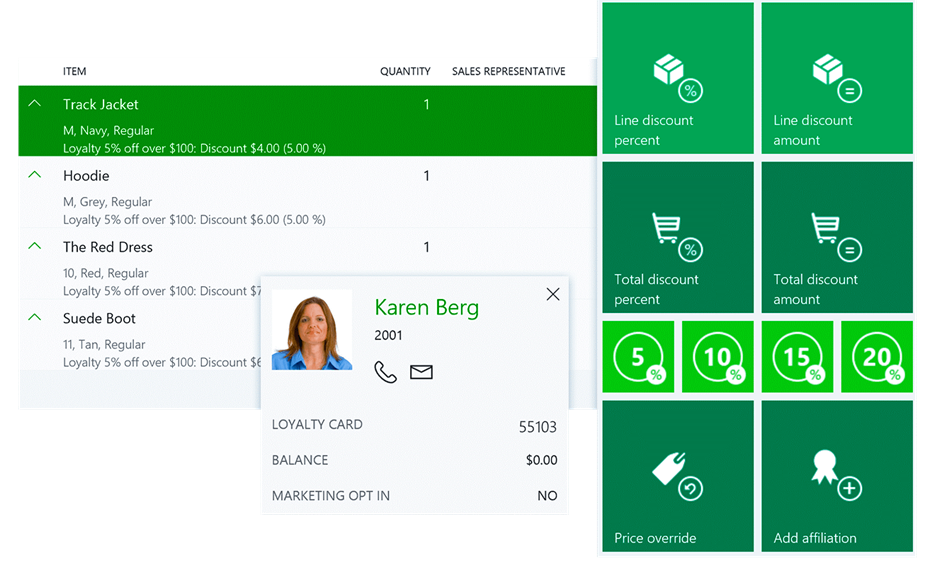 ITEM QUANTITY SALES REPRESENTATIVE
Track Jacket 1
M, Navy, Regular
Loyalty 5% off over $100: Discount $4.00 (5.00 %)
Hoodie 1
M, Grey, Regular
Loyalty 5% off over $100: Discount $6.00 (5.00 %)
The Red Dress 1
10, Red, Regular
Loyalty 5% off over $100: Discount $7
Suede Boot
11, Tan, Regular
Loyalty 5% off over $100: Discount $6
Karen Berg
2001
LOYALTY CARD 55103
BALANCE $0.00
MARKETING OPT IN NO
% =
Line discount
percent
Line discount
amount
% =
Total discount
percent
Total discount
amount
5 % 10 % 15 % 20 %
Price override
Add affiliation